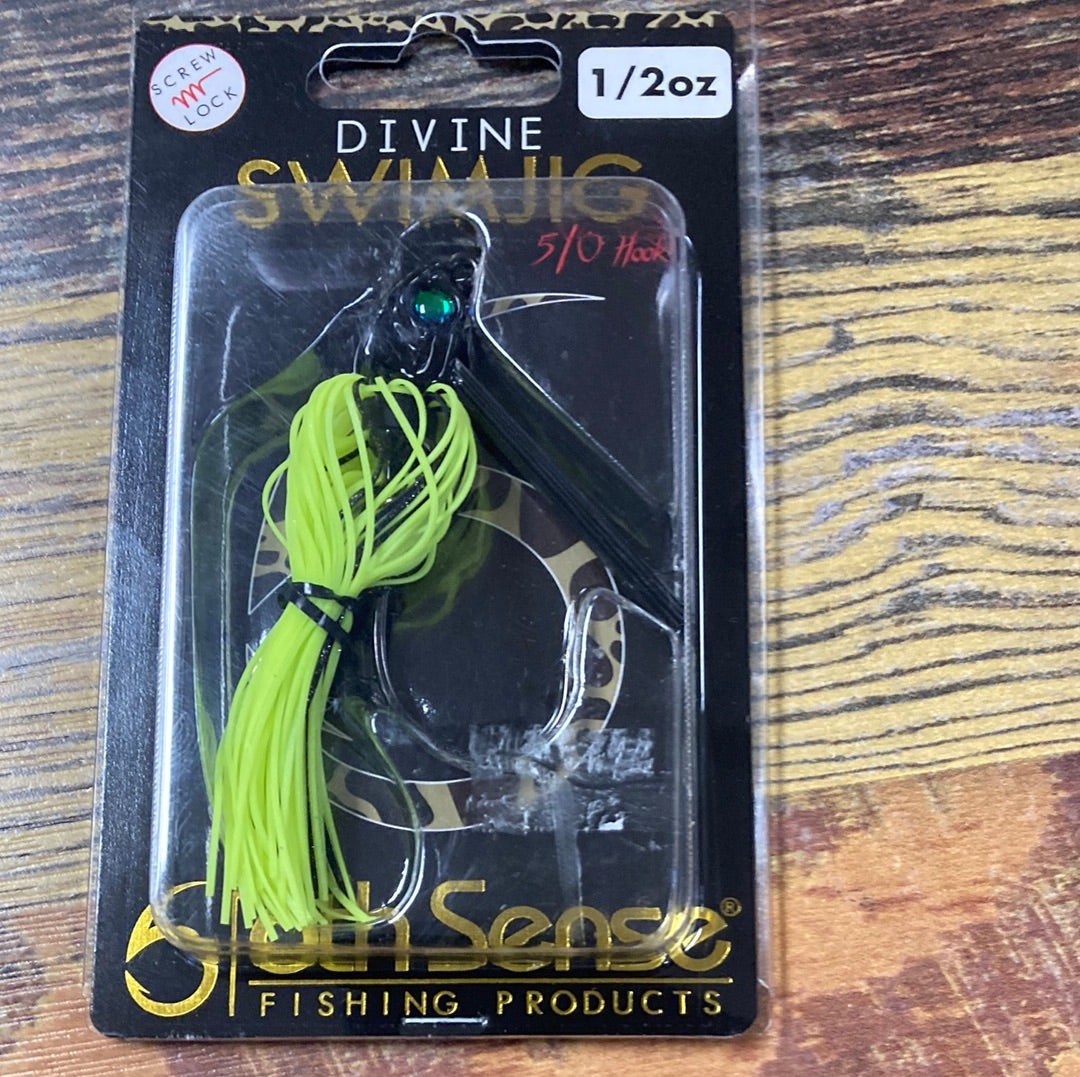 SCREW
LOCK
1/2oz
DIVINE
SWIMJIG
5/0 Hook
6th Sense®
FISHING PRODUCTS